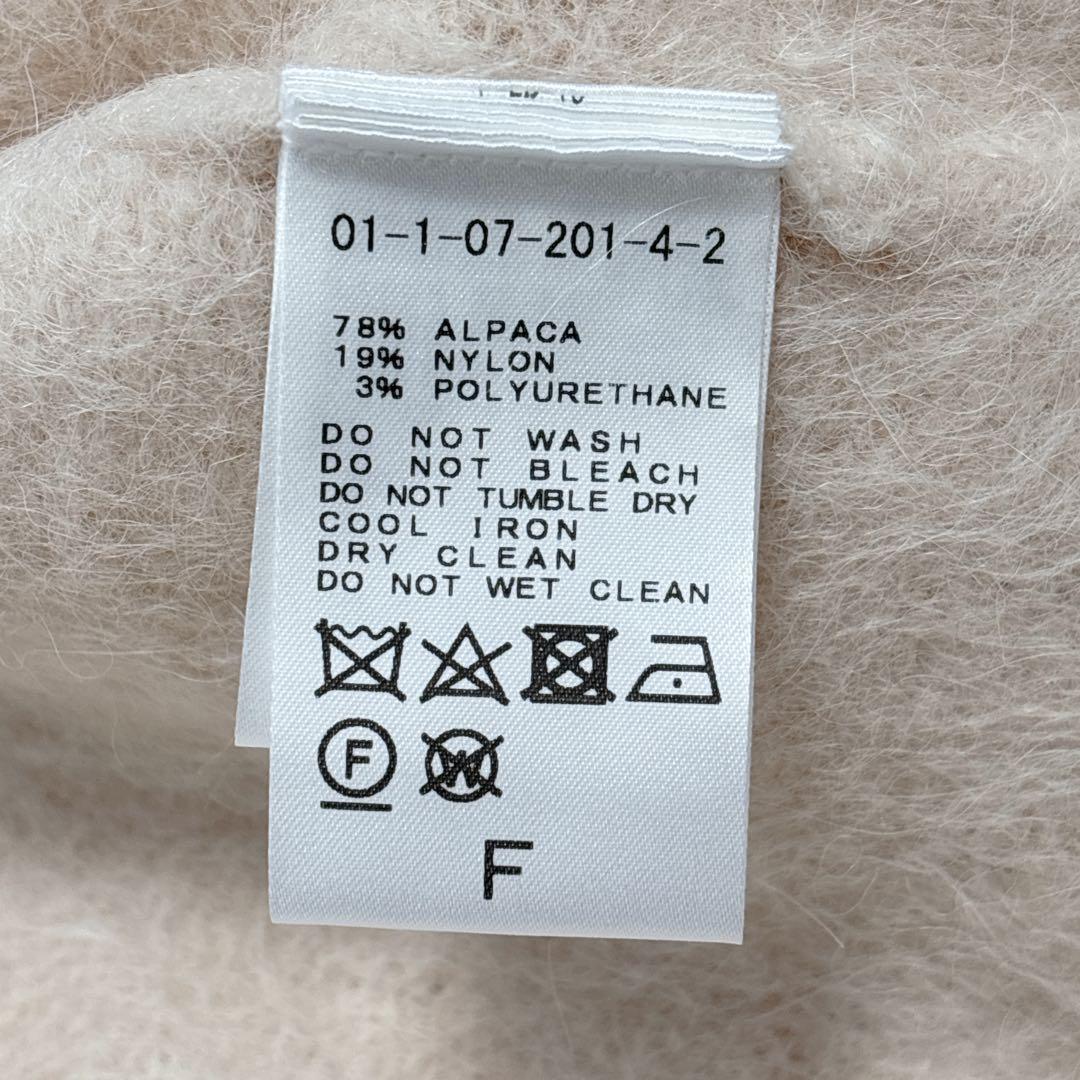 01-1-07-201-4-2
78% ALPACA
19% NYLON
3% POLYURETHANE
DO NOT WASH
DO NOT BLEACH
DO NOT TUMBLE DRY
COOL IRON
DRY CLEAN
DO NOT WET CLEAN
F W
F